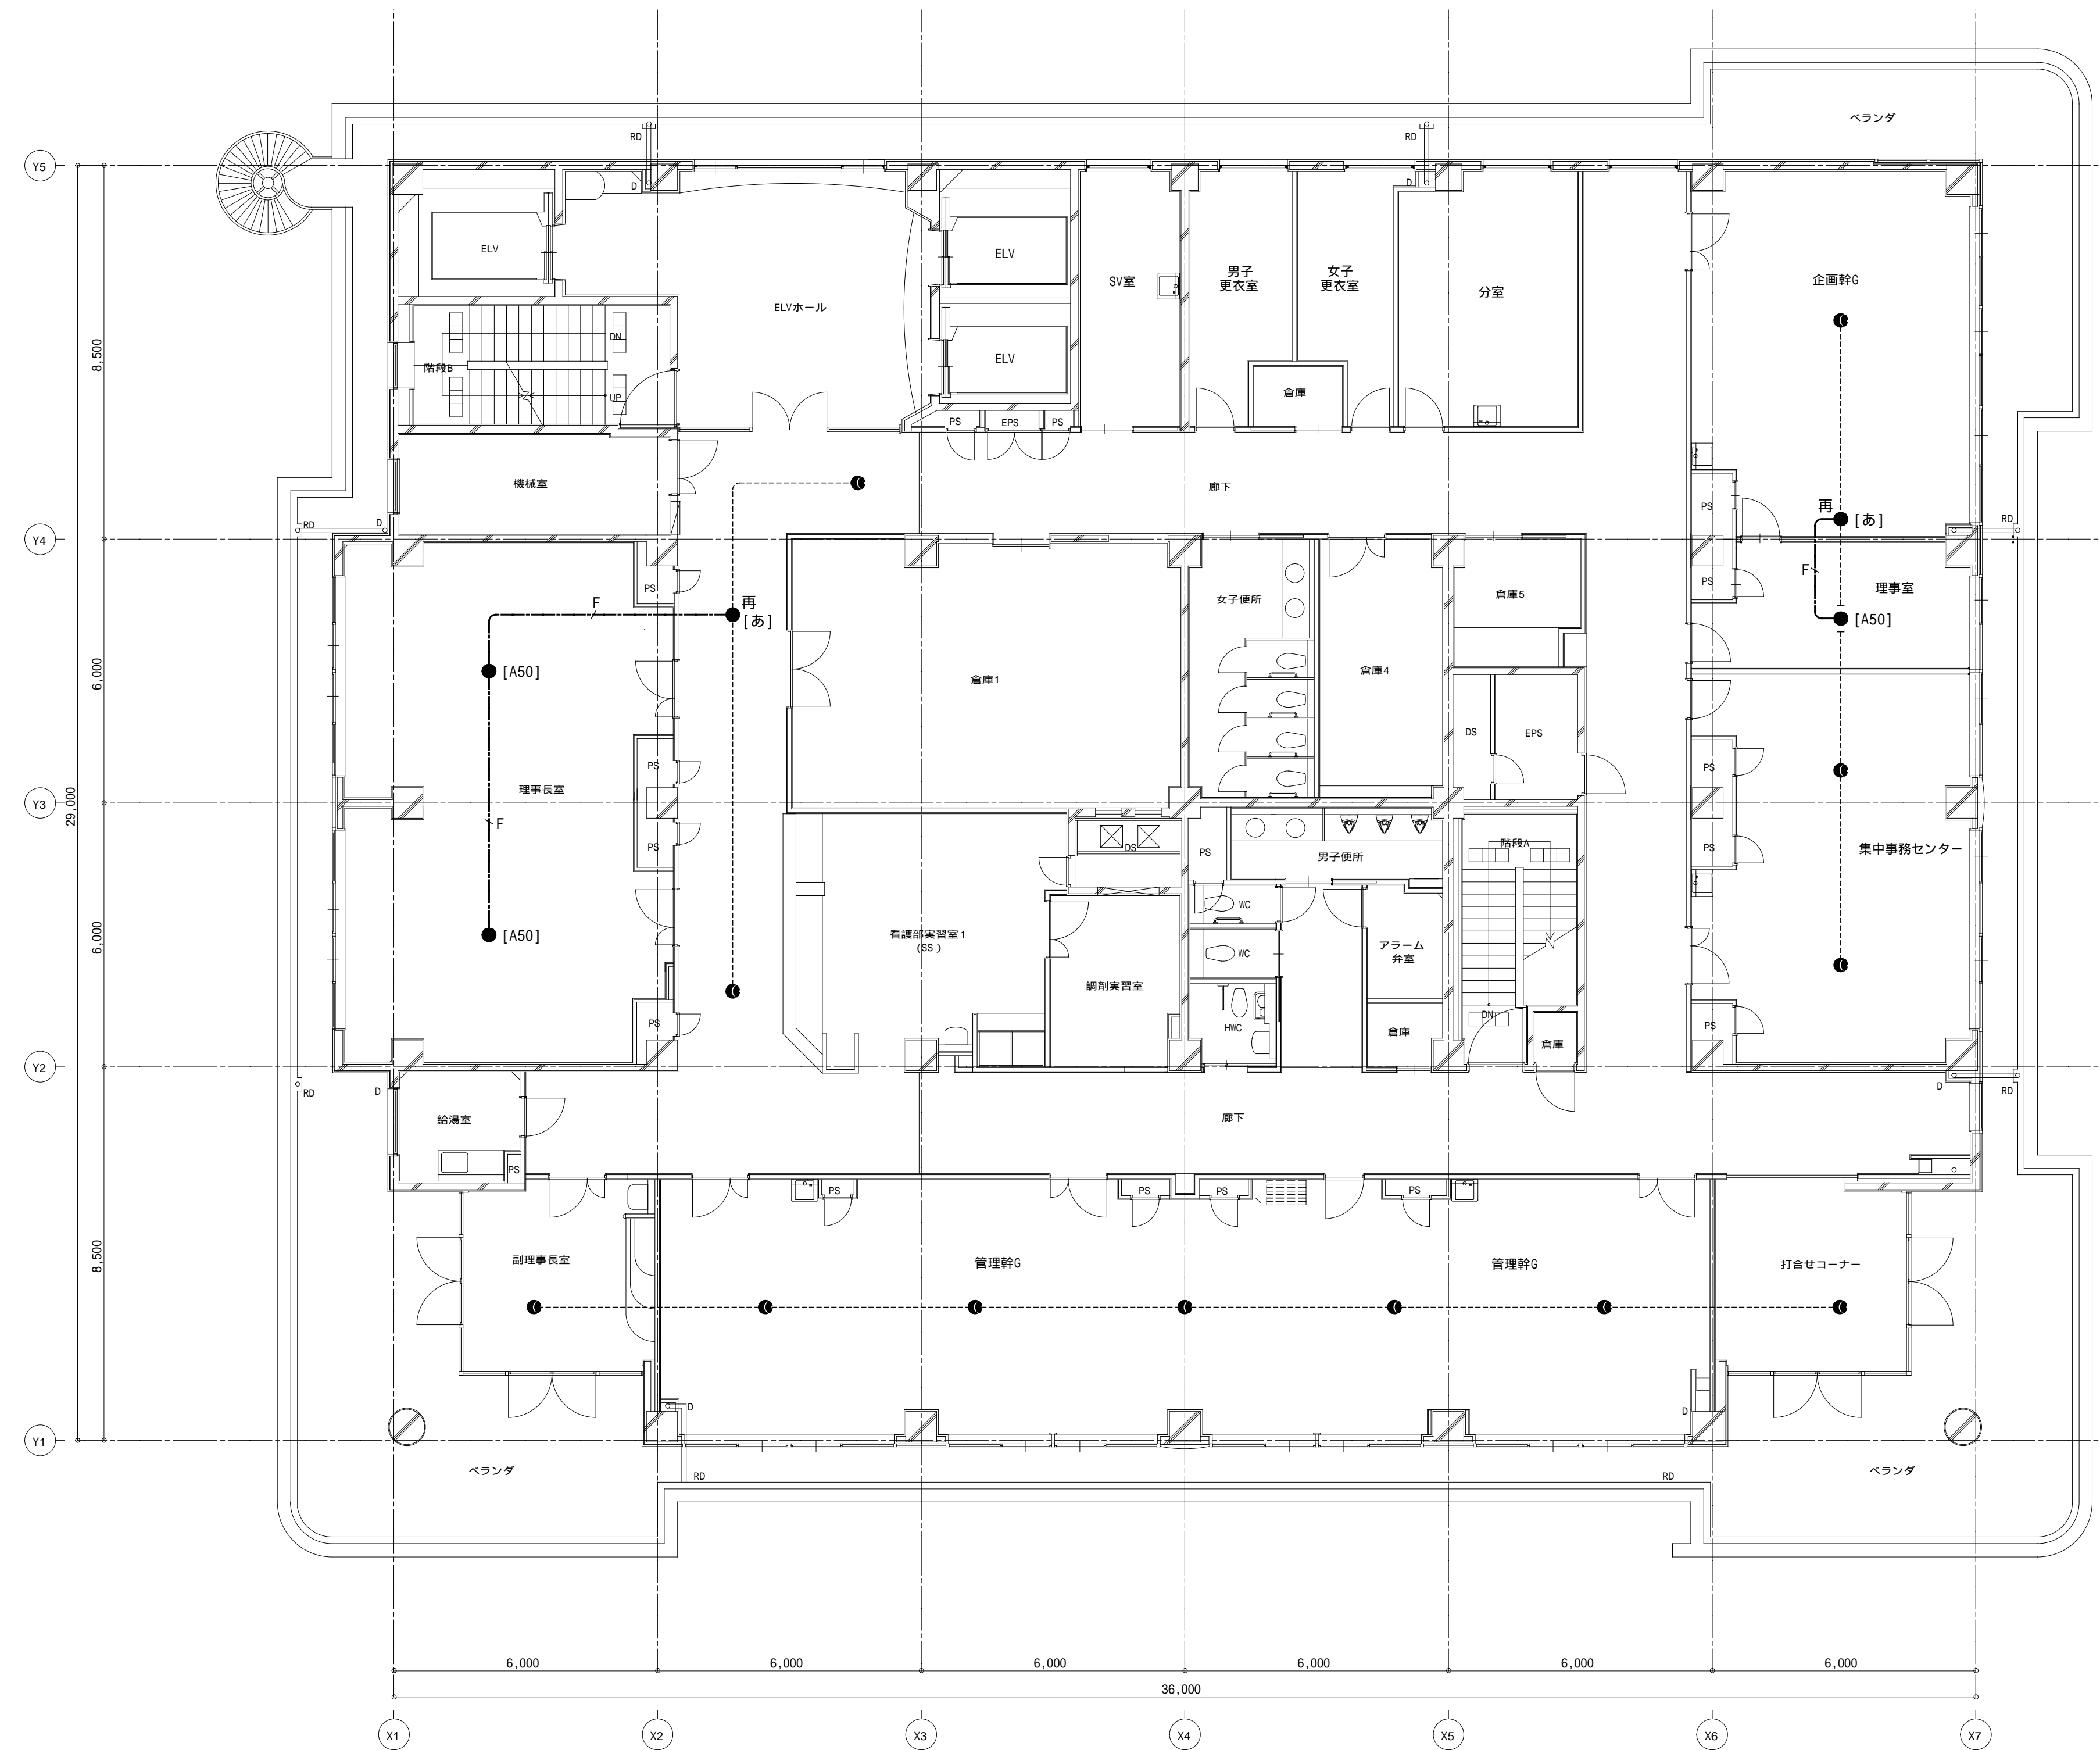 ベランダ
RD
RD
Y5
D
D
ELV
ELV
ELVホール
SV室
男子
更衣室
女子
更衣室
分室
企画幹G
8,500
DN
階段B
UP
ELV
倉庫
PS
EPS
PS
機械室
廊下
PS
再
[あ]
RD
D
RD
Y4
F
PS
PS
理事室
[A50]
F
再
[あ]
女子便所
倉庫5
6,000
[A50]
倉庫1
倉庫4
DS
EPS
PS
PS
理事長室
Y3
29,000
F
PS
DS
PS
男子便所
階段A
PS
集中事務センター
WC
6,000
[A50]
看護部実習室1
(SS)
WC
アラーム
弁室
調剤実習室
PS
HWC
DN
倉庫
倉庫
PS
Y2
RD
D
D
RD
給湯室
廊下
PS
PS
PS
PS
PS
8,500
副理事長室
管理幹G
管理幹G
打合せコーナー
D
D
Y1
ベランダ
RD
RD
ベランダ
6,000
6,000
6,000
6,000
6,000
6,000
36,000
X1
X2
X3
X4
X5
X6
X7